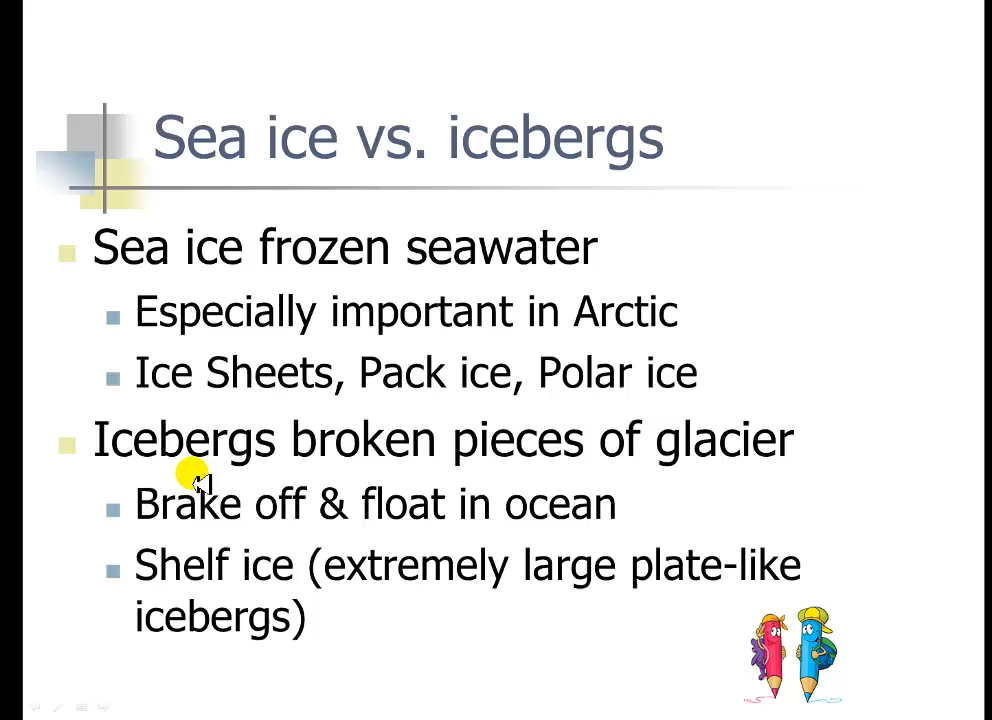 Sea ice vs. icebergs
Sea ice frozen seawater
Especially important in Arctic
Ice Sheets, Pack ice, Polar ice
Icebergs broken pieces of glacier
Brake off & float in ocean
Shelf ice (extremely large plate-like
icebergs)